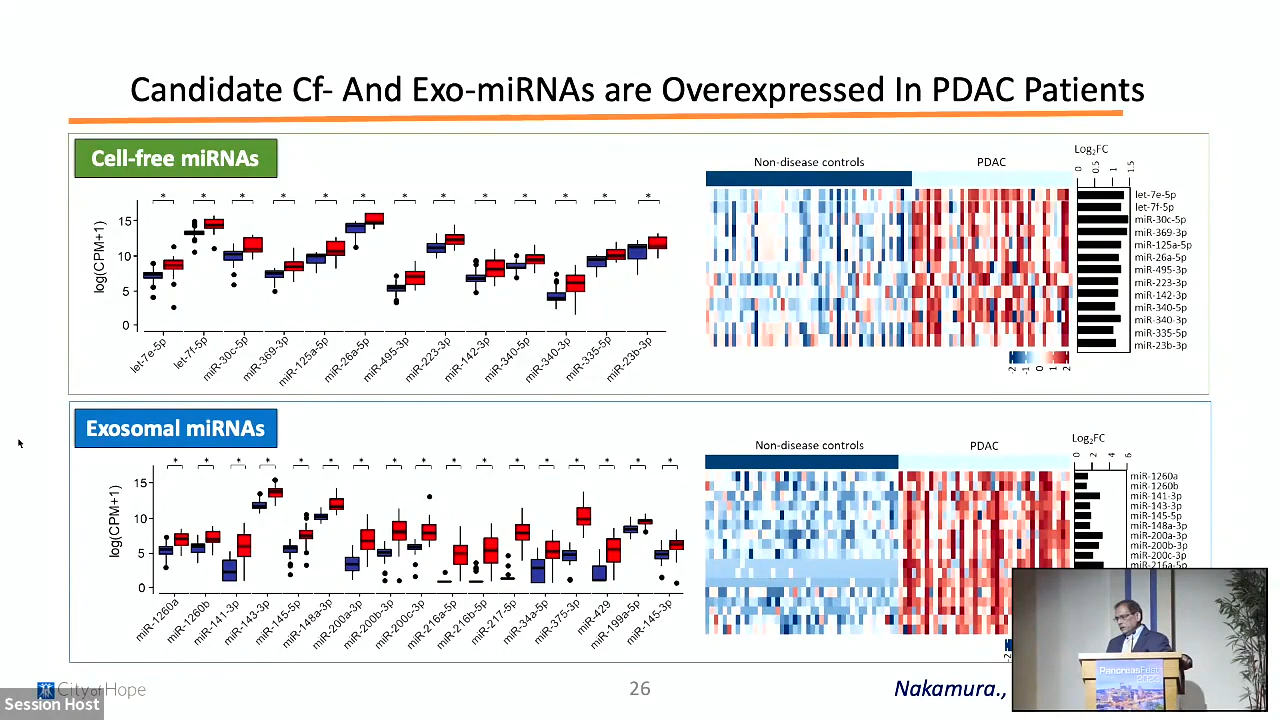 Candidate Cf- And Exo-miRNAs are Overexpressed In PDAC Patients
Cell-free miRNAs
log(CPM+1)
15
10
5
0
* * * * * * * * * * * * *
let-7e-5p
let-7f-5p
miR-30c-5p
miR-369-3p
miR-125a-5p
miR-26a-5p
miR-495-3p
miR-223-3p
miR-142-3p
miR-340-5p
miR-340-3p
miR-335-5p
miR-23b-3p
Non-disease controls
PDAC
Log2FC
0 0.5 1 1.5
let-7e-5p
let-7f-5p
miR-30c-5p
miR-369-3p
miR-125a-5p
miR-26a-5p
miR-495-3p
miR-223-3p
miR-142-3p
miR-340-5p
miR-340-3p
miR-335-5p
miR-23b-3p
-2 -1 0 1 2
Exosomal miRNAs
log(CPM+1)
15
10
5
0
* * * * * * * * * * * * * * * * *
miR-1260a
miR-1260b
miR-141-3p
miR-143-3p
miR-145-5p
miR-148a-3p
miR-200a-3p
miR-200b-3p
miR-200c-3p
miR-216a-5p
miR-216b-5p
miR-217-5p
miR-34a-5p
miR-375-3p
miR-429
miR-199a-5p
miR-145-3p
Non-disease controls
PDAC
Log2FC
0 2 4 6
miR-1260a
miR-1260b
miR-141-3p
miR-143-3p
miR-145-5p
miR-148a-3p
miR-200a-3p
miR-200b-3p
miR-200c-3p
miR-216a-5p
-2
City of Hope
26
Nakamura.,
Session Host
PancreasFest